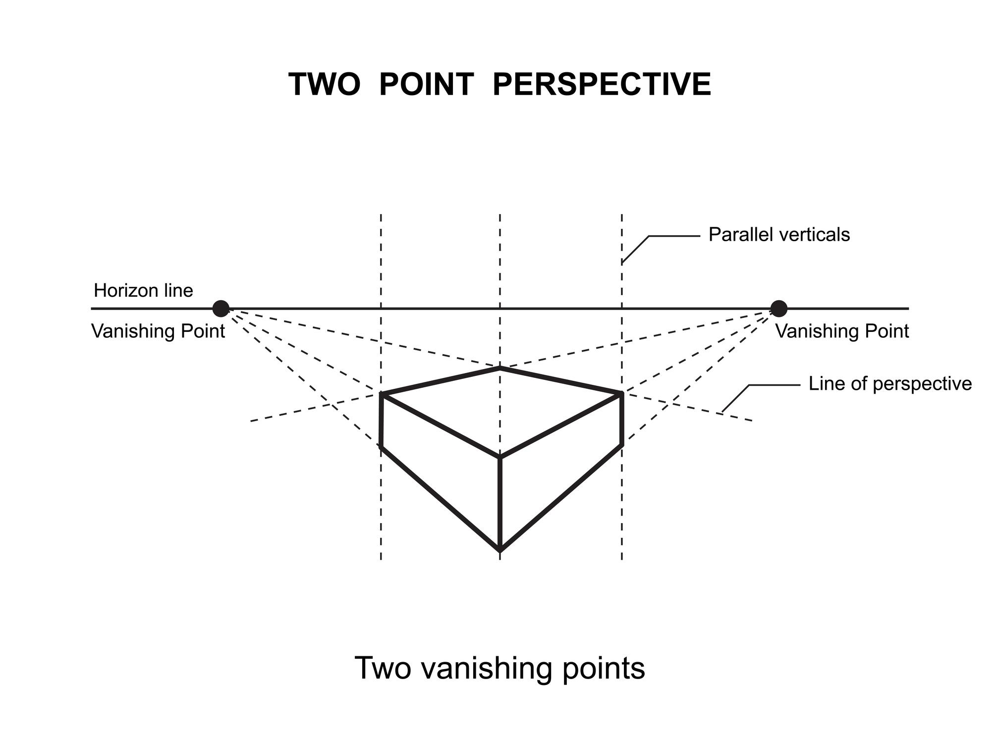 TWO POINT PERSPECTIVE
Parallel verticals
Horizon line
Vanishing Point
Vanishing Point
Line of perspective
Two vanishing points